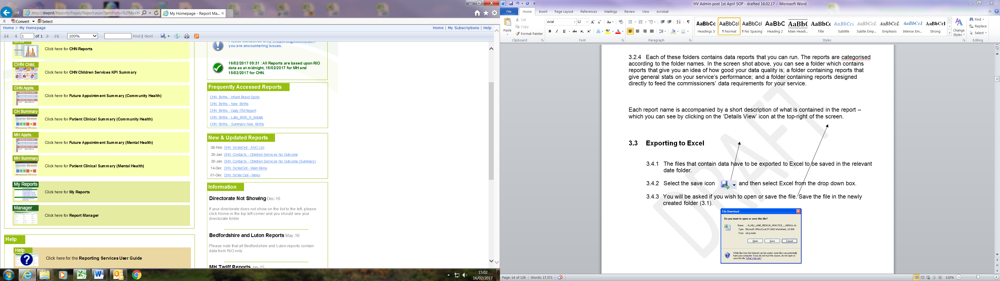 http://dwprd/Reports/Pages/Report.aspx?ItemPath=%2fMy+H
My Homepage - Report Ma...
x Convert Select
Home > My Homepage
Home | My Subscriptions | Help
1 of 1 100% Find | Next
CHN
Click here for CHN Reports
CHN Child.
Click here for CHN Children Services KPI Summary
CHN Appts.
Click here for Future Appointment Summary (Community Health)
CH Summary
Click here for Patient Clinical Summary (Community Health)
MH Appts.
Click here for Future Appointment Summary (Mental Health)
MH Summary
Click here for Patient Clinical Summary (Mental Health)
My Reports
Click here for My Reports
Manager
Click here for Report Manager
Help
Help
Click here for the Reporting Services User Guide
you are encountering issues.
16/02/2017 09:31 : All Reports are based upon RiO
data as at midnight, 15/02/2017 for MH and
15/02/2017 for CHN.
Frequently Accessed Reports
CHN: Births - Infant Blood Spots
CHN: Births - New_Births
CHN: Births - Daily ITM Report
CHN: Births - Late_Birth_N_details
CHN: Births - Summary New_Births
New & Updated Reports
08-Feb CHN: SickleCell - ANC List
20-Jan CHN: Contacts - Children Services No Outcome
20-Jan CHN: Contacts - Children Services No Outcome (Summary)
14-Dec CHN: SickleCell - Main Menu
01-Dec CHN: Sickle Cell - Menu
Information
Directorate Not Showing Dec-16
If your directorate does not show on the list to the left, please
click Home in the top left corner and you should see your
directorate folder.
Bedfordshire and Luton Reports May-16
Please note that all Bedfordshire and Luton reports contain
data from RiO only.
MH Tariff Reports Jan-15
15:02
16/02/2017
HV Admin post 1st April SOP - drafted 16.02.17 - Microsoft Word
File Home Insert Page Layout References Mailings Review View Acrobat
Paste
Cut
Copy
Format Painter
Clipboard
Arial 12
Font
Paragraph
AaBbCc AaBbCcI AaBbCcI AaBbC AaBbC AaBbCc AaBbCci AaBbCcL AaBbCcL AaBbCcI AaBbCcI
Headings 3 ¶ Normal ¶ No Spacing Heading 2 Main Headi... Title Subtitle Subtle Emp... Emphasis Intense Em... Strong
Styles
Change
Styles
Find
Replace
Select
Editing
3.2.4 Each of these folders contains data reports that you can run. The reports are categorised
according to the folder names. In the screen shot above, you can see a folder which contains
reports that give you an idea of how good your data quality is; a folder containing reports that
give general stats on your service's performance; and a folder containing reports designed
directly to feed the commissioners' data requirements for your service.
Each report name is accompanied by a short description of what is contained in the report –
which you can see by clicking on the 'Details View' icon at the top-right of the screen.
3.3 Exporting to Excel
3.4.1 The files that contain data have to be exported to Excel to be saved in the relevant
date folder.
3.4.2 Select the save icon and then select Excel from the drop down box.
3.4.3 You will be asked if you wish to open or save the file. Save the file in the newly
created folder (3.1).
DRAFT
File Download
Do you want to open or save this file?
Name: ...N_HILL_LANE_MEDICAL_PRACTICE_-_H85016.xls
Type: Microsoft Office Excel 97-2003 Worksheet, 10.5KB
From: wl-g-riodw
Open Save Cancel
While files from the Internet can be useful, some files can potentially
harm your computer. If you do not trust the source, do not open or
save this file. What's the risk?
Page: 14 of 126 Words: 17,571
110%